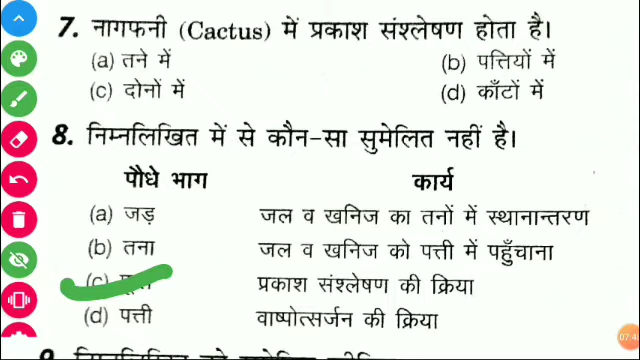 7. नागफनी (Cactus) में प्रकाश संश्लेषण होता है।
(a) तने में (b) पत्तियों में
(c) दोनों में (d) काँटों में
8. निम्नलिखित में से कौन-सा सुमेलित नहीं है।
पौधे भाग कार्य
(a) जड़ जल व खनिज का तनों में स्थानान्तरण
(b) तना जल व खनिज को पत्ती में पहुँचाना
(c) प्रकाश संश्लेषण की क्रिया
(d) पत्ती वाष्पोत्सर्जन की क्रिया